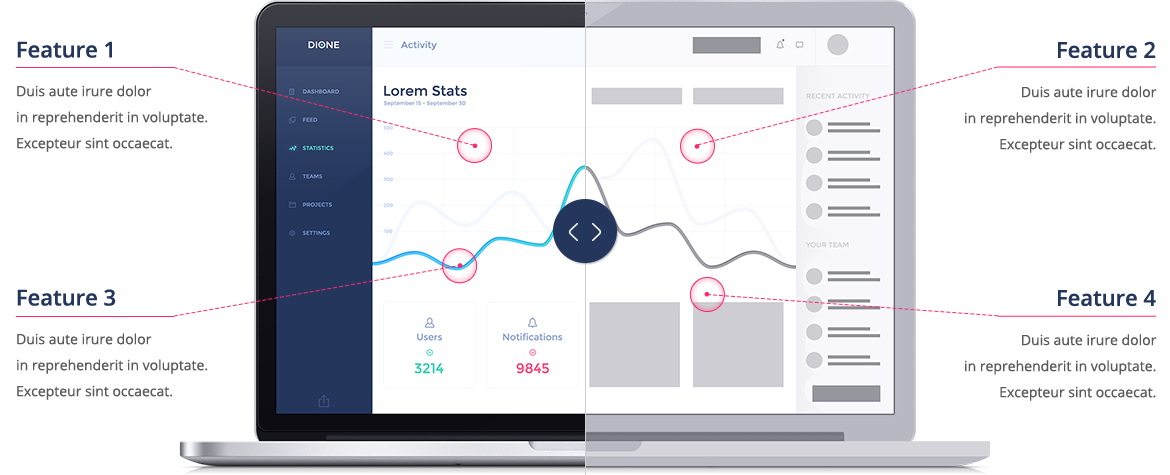 Feature 1
Duis aute irure dolor
in reprehenderit in voluptate.
Excepteur sint occaecat.
Feature 2
Duis aute irure dolor
in reprehenderit in voluptate.
Excepteur sint occaecat.
DIONE
Activity
DASHBOARD
FEED
STATISTICS
TEAMS
PROJECTS
SETTINGS
Lorem Stats
September 15 - September 30
500
400
300
200
100
RECENT ACTIVITY
YOUR TEAM
Users
3214
Notifications
9845
Feature 3
Duis aute irure dolor
in reprehenderit in voluptate.
Excepteur sint occaecat.
Feature 4
Duis aute irure dolor
in reprehenderit in voluptate.
Excepteur sint occaecat.